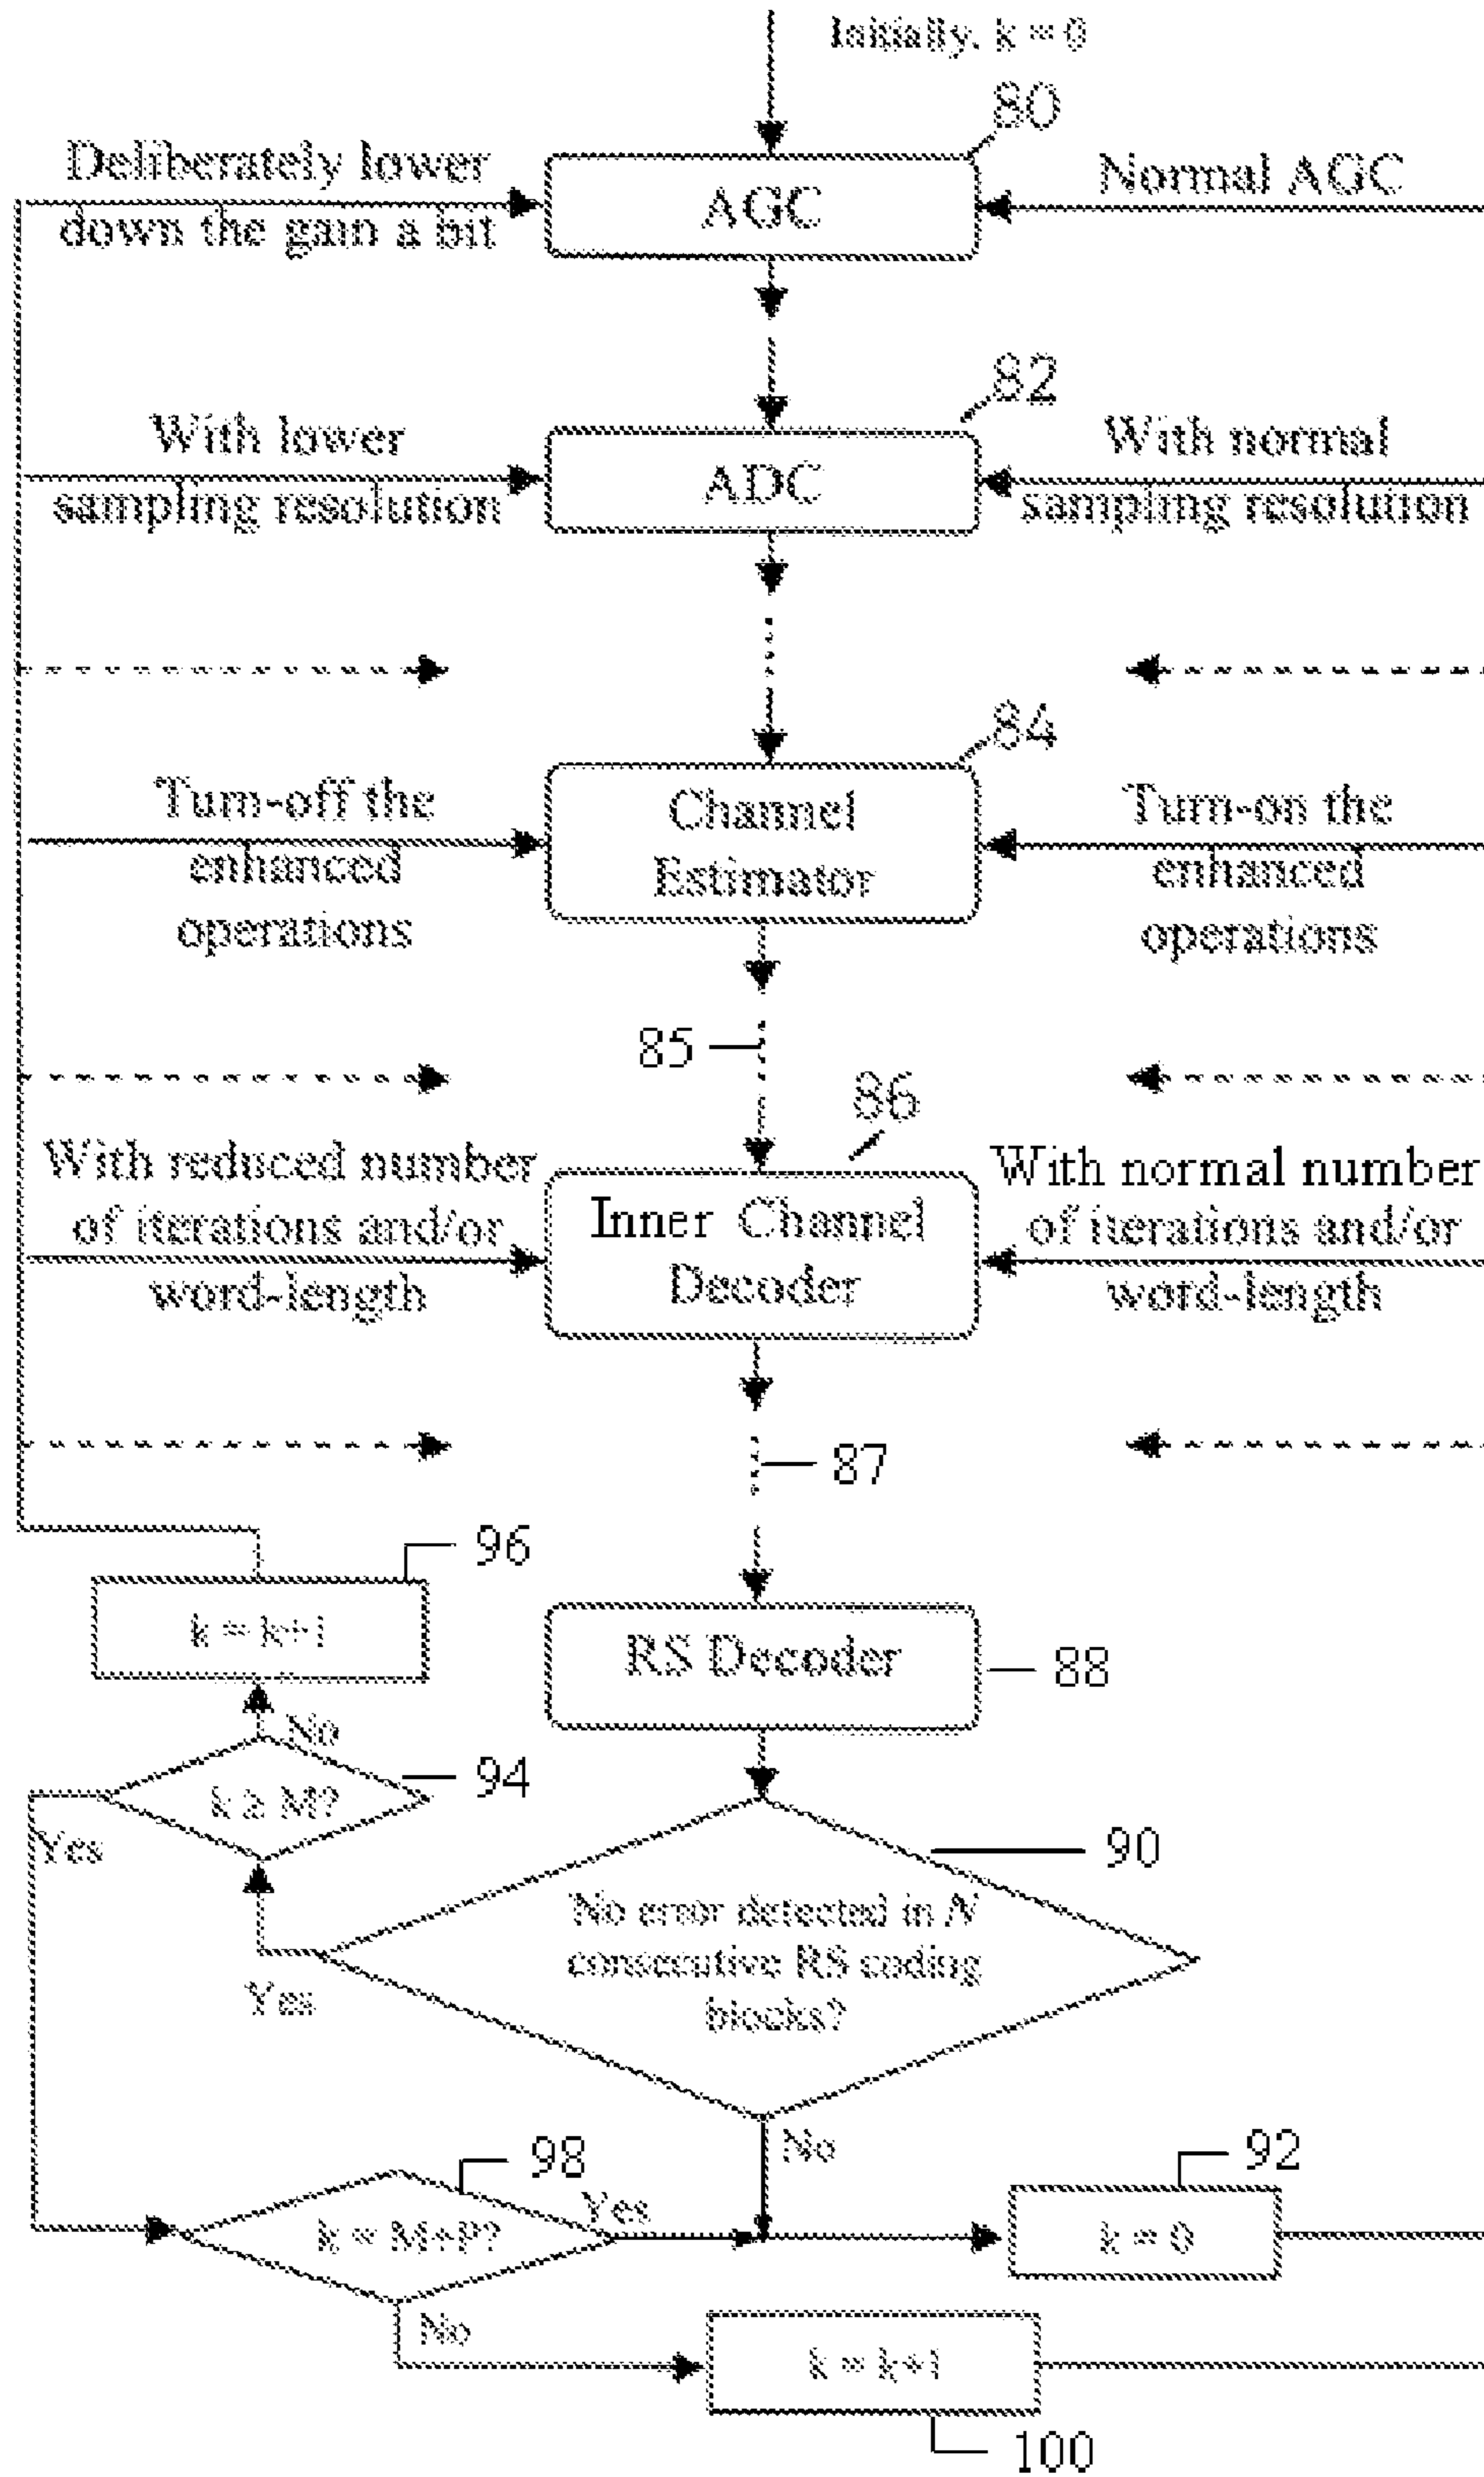 Initially, k = 0
80
Deliberately lower
down the gain a bit
AGC
Normal AGC
82
With lower
sampling resolution
ADC
With normal
sampling resolution
84
Turn-off the
enhanced
operations
Channel
Estimator
Turn-on the
enhanced
operations
85
86
With reduced number
of iterations and/or
word-length
Inner Channel
Decoder
With normal number
of iterations and/or
word-length
87
96
k = k+1
RS Decoder
88
No
94
k ≥ M?
Yes
90
No error detected in N
consecutive RS coding
blocks?
Yes
No
98
Yes
92
k = M+P?
k = 0
No
k = k+1
100